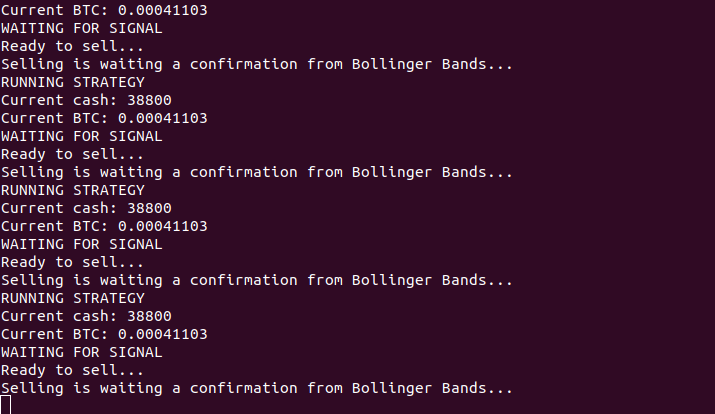 Current BTC: 0.00041103
WAITING FOR SIGNAL
Ready to sell...
Selling is waiting a confirmation from Bollinger Bands...
RUNNING STRATEGY
Current cash: 38800
Current BTC: 0.00041103
WAITING FOR SIGNAL
Ready to sell...
Selling is waiting a confirmation from Bollinger Bands...
RUNNING STRATEGY
Current cash: 38800
Current BTC: 0.00041103
WAITING FOR SIGNAL
Ready to sell...
Selling is waiting a confirmation from Bollinger Bands...
RUNNING STRATEGY
Current cash: 38800
Current BTC: 0.00041103
WAITING FOR SIGNAL
Ready to sell...
Selling is waiting a confirmation from Bollinger Bands...